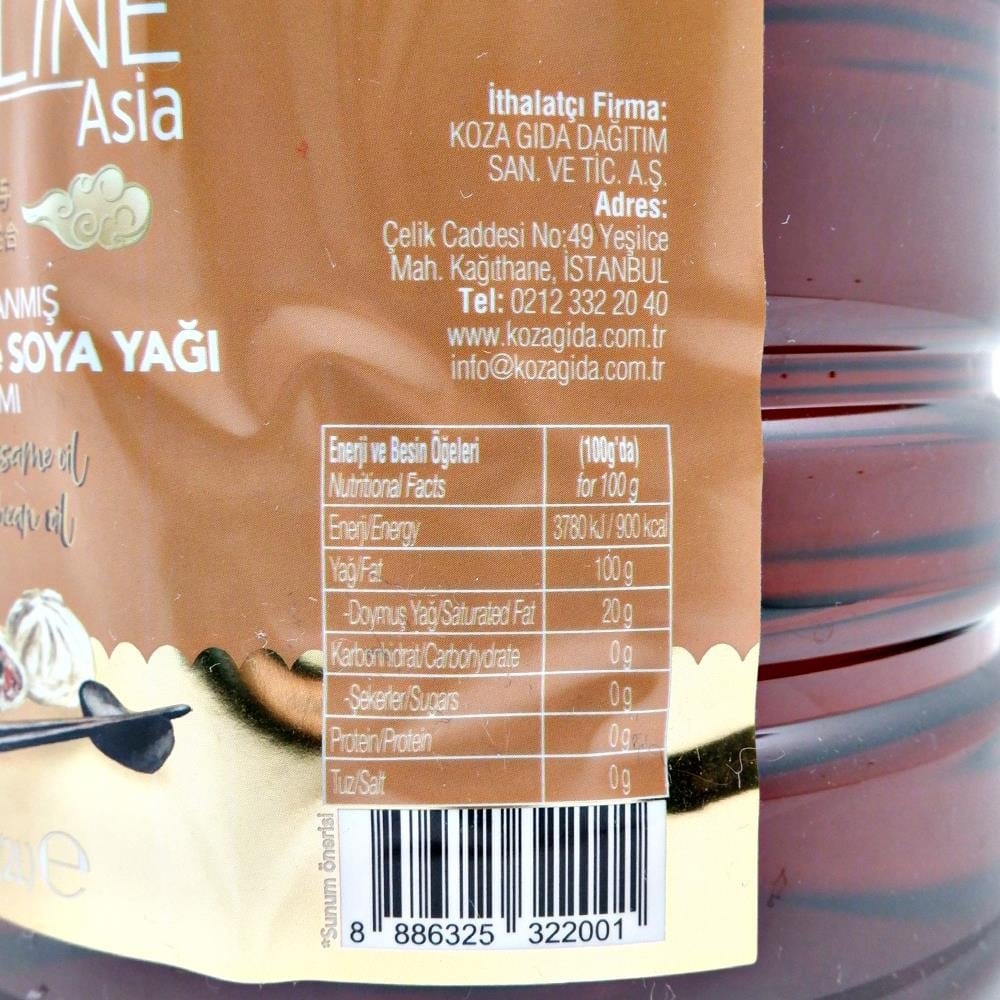 LINE
Asia
ANMIŞ
SOYA YAĞI
MI
same oil
bean oil
İthalatçı Firma:
KOZA GIDA DAĞITIM
SAN. VE TİC. A.Ş.
Adres:
Çelik Caddesi No:49 Yeşilce
Mah. Kağıthane, İSTANBUL
Tel: 0212 332 20 40
www.kozagida.com.tr
info@kozagida.com.tr
Enerji ve Besin Öğeleri (100g'da)
Nutritional Facts for 100 g
Enerji/Energy 3780 kJ / 900 kcal
Yağ/Fat 100 g
-Doymuş Yağ/Saturated Fat 20 g
Karbonhidrat/Carbohydrate 0 g
-Şekerler/Sugars 0 g
Protein/Protein 0 g
Tuz/Salt 0 g
*Sunum önerisi
8 886325 322001